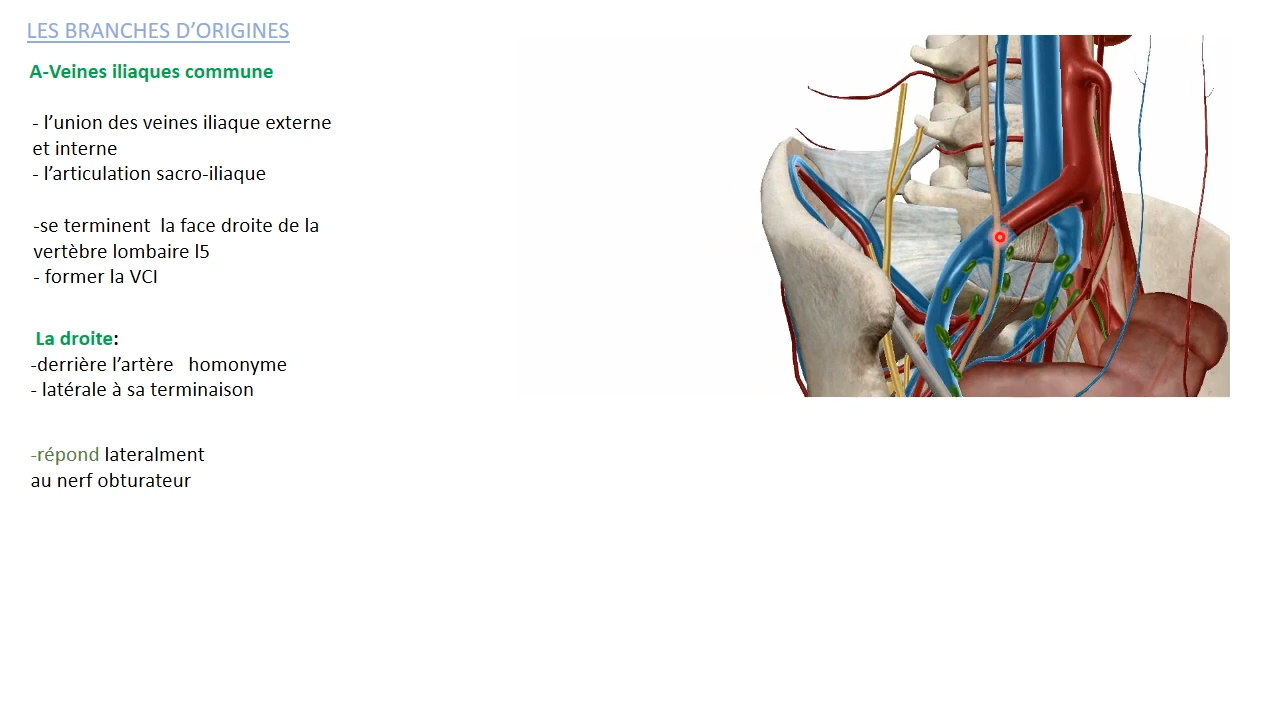 LES BRANCHES D’ORIGINES
A-Veines iliaques commune
- l’union des veines iliaque externe
et interne
- l’articulation sacro-iliaque
-se terminent la face droite de la
vertèbre lombaire l5
- former la VCI
La droite:
-derrière l’artère homonyme
- latérale à sa terminaison
-répond lateralment
au nerf obturateur